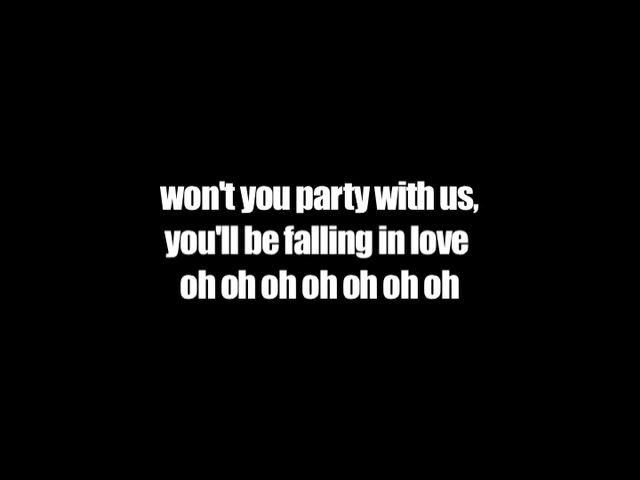 won't you party with us,
you'll be falling in love
oh oh oh oh oh oh oh